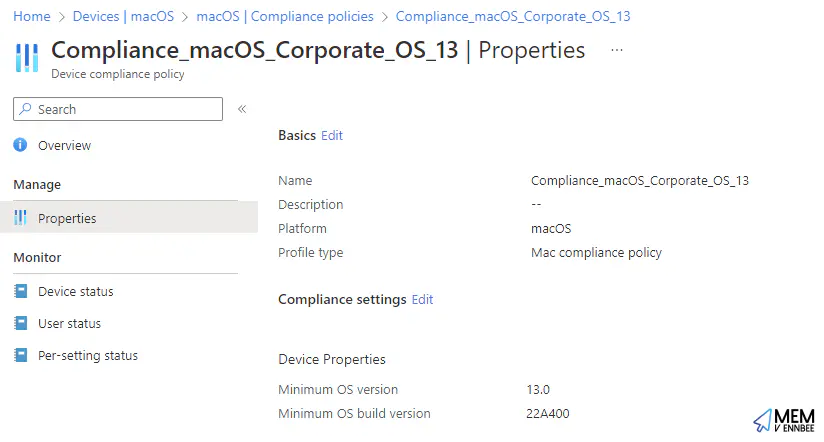 Home > Devices | macOS > macOS | Compliance policies > Compliance_macOS_Corporate_OS_13
Compliance_macOS_Corporate_OS_13 | Properties ...
Device compliance policy
Search «
Overview
Manage
Properties
Monitor
Device status
User status
Per-setting status
Basics Edit
Name Compliance_macOS_Corporate_OS_13
Description --
Platform macOS
Profile type Mac compliance policy
Compliance settings Edit
Device Properties
Minimum OS version 13.0
Minimum OS build version 22A400
MEM
V ENNBEE